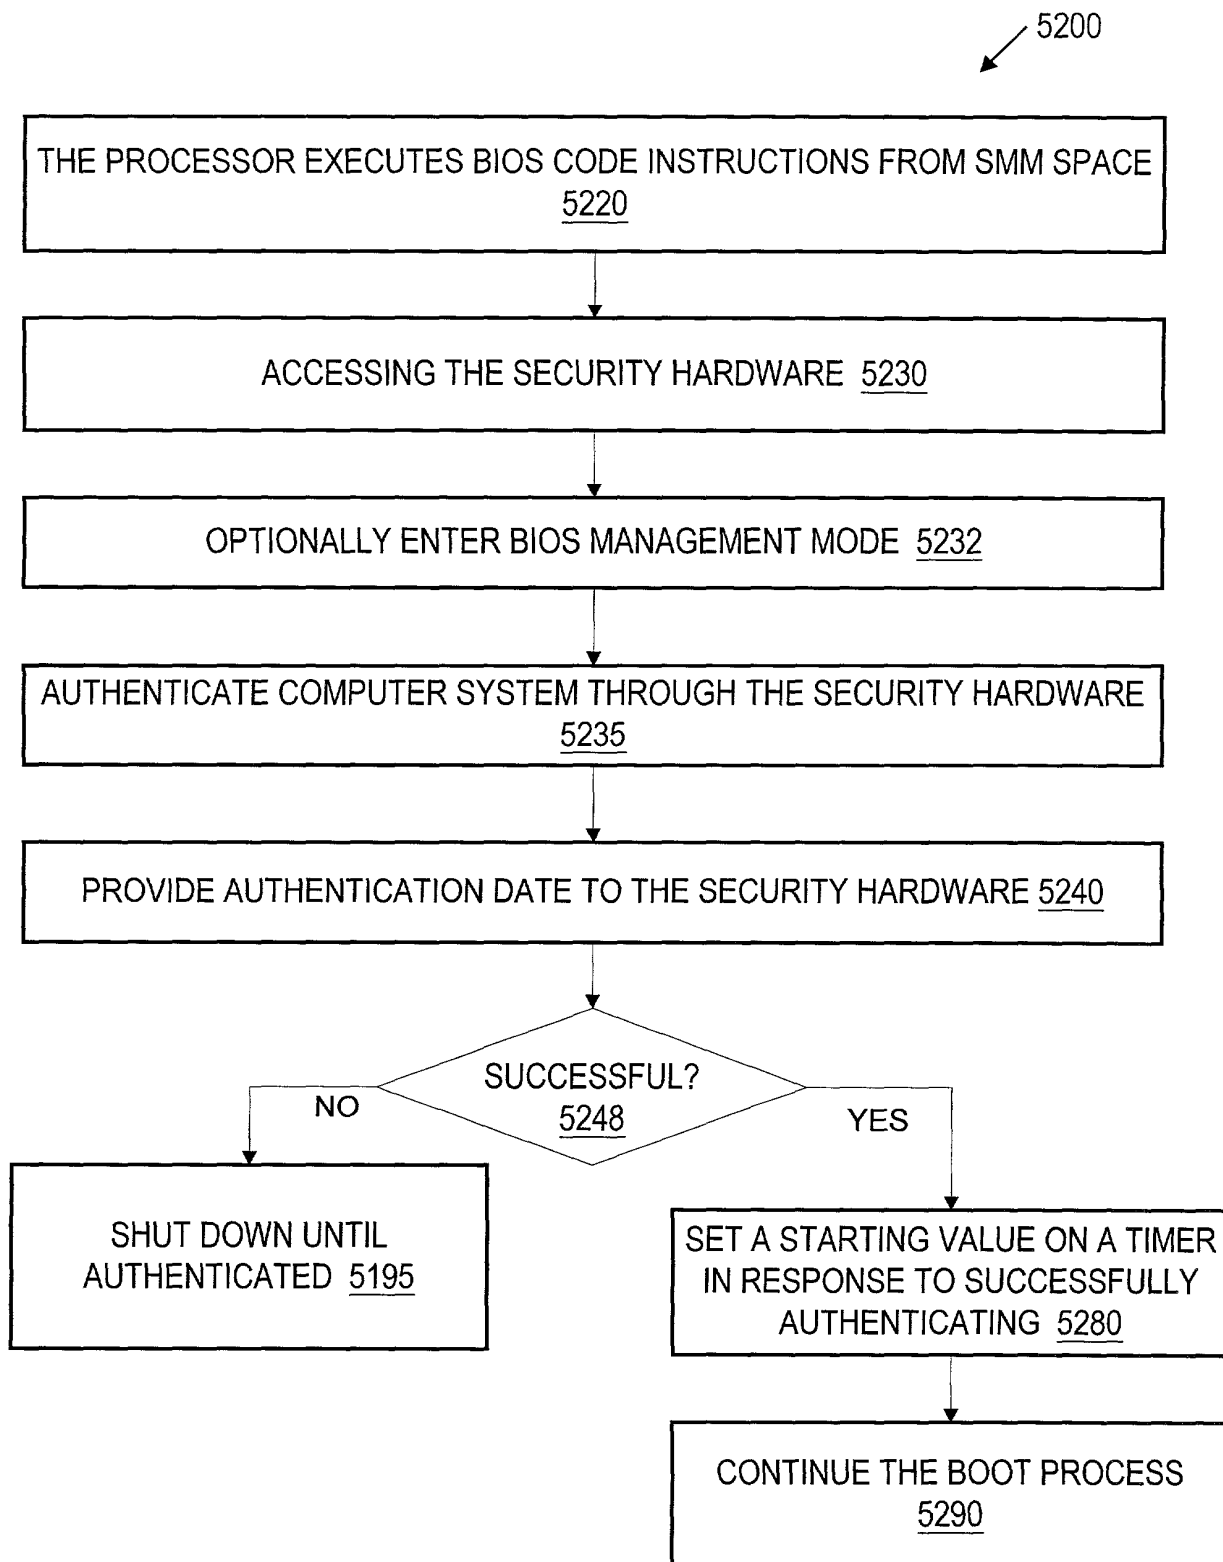 5200
THE PROCESSOR EXECUTES BIOS CODE INSTRUCTIONS FROM SMM SPACE
5220
ACCESSING THE SECURITY HARDWARE 5230
OPTIONALLY ENTER BIOS MANAGEMENT MODE 5232
AUTHENTICATE COMPUTER SYSTEM THROUGH THE SECURITY HARDWARE
5235
PROVIDE AUTHENTICATION DATE TO THE SECURITY HARDWARE 5240
SUCCESSFUL?
5248
NO
YES
SHUT DOWN UNTIL
AUTHENTICATED 5195
SET A STARTING VALUE ON A TIMER
IN RESPONSE TO SUCCESSFULLY
AUTHENTICATING 5280
CONTINUE THE BOOT PROCESS
5290